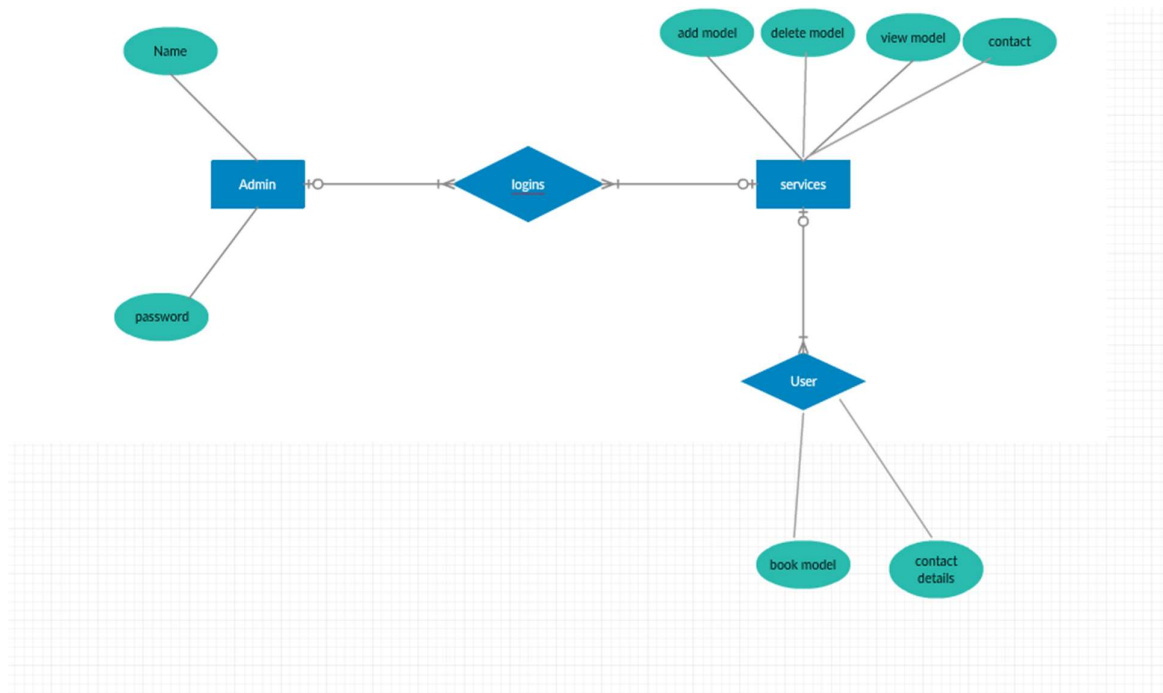 Name
add model
delete model
view model
contact
Admin
logins
services
password
User
book model
contact
details